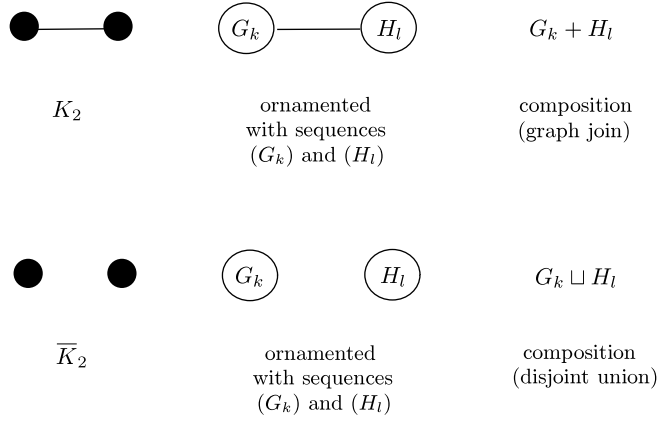 G_k H_l G_k + H_l
K_2 ornamented composition
with sequences (graph join)
(G_k) and (H_l)
G_k H_l G_k ⊔ H_l
K̅_2 ornamented composition
with sequences (disjoint union)
(G_k) and (H_l)